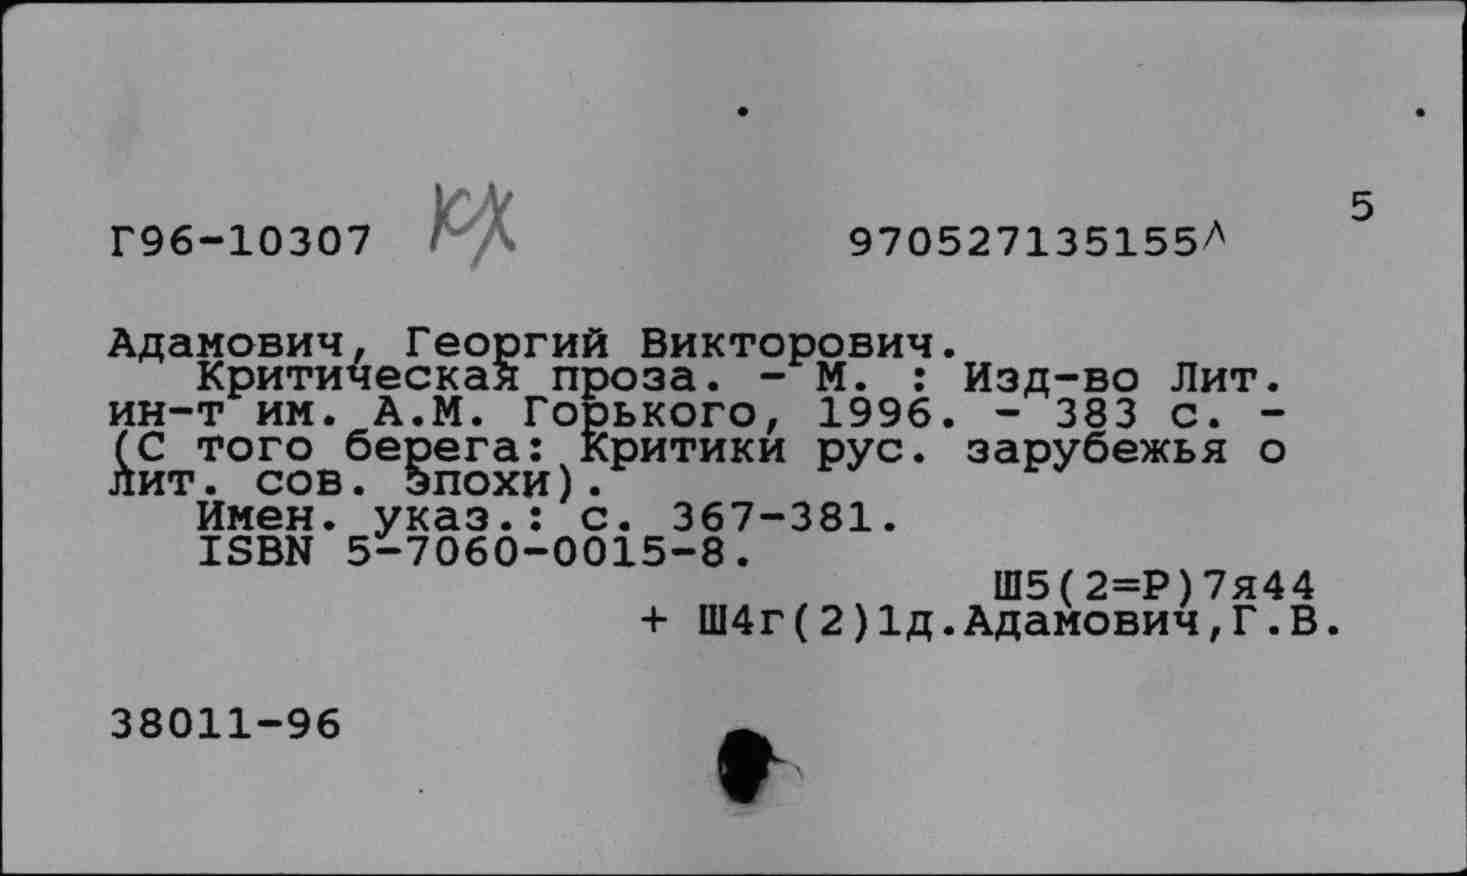 5
Г96-10307 КХ 970527135155Л
Адамович, Георгий Викторович.
Критическая проза. - М. : Изд-во Лит.
ин-т им. А.М. Горького, 1996. - 383 с. -
(С того берега: Критики рус. зарубежья о
лит. сов. эпохи).
Имен. указ.: с. 367-381.
ISBN 5-7060-0015-8.
Ш5(2=Р)7я44
+ Ш4г(2)1д.Адамович,Г.В.
38011-96